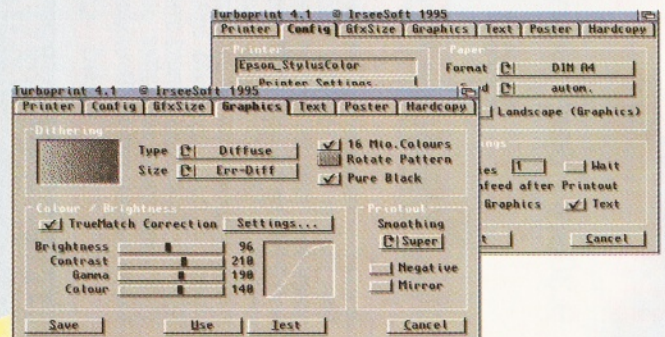 Turboprint 4.1 © IrseeSoft 1995
Printer Config GfxSize Graphics Text Poster Hardcopy
Printer
Epson_StylusColor
Printer Settings
Paper
Format DIN A4
autom.
Landscape (Graphics)
1 Wait
after Printout
Graphics Text
Cancel
Turboprint 4.1 © IrseeSoft 1995
Printer Config GfxSize Graphics Text Poster Hardcopy
Dithering
Type Diffuse
Size Err-Diff
16 Mio.Colours
Rotate Pattern
Pure Black
Colour / Brightness
TrueMatch Correction Settings...
Brightness 96
Contrast 210
Gamma 190
Colour 140
Printout
Smoothing
Super
Negative
Mirror
Save Use Test Cancel